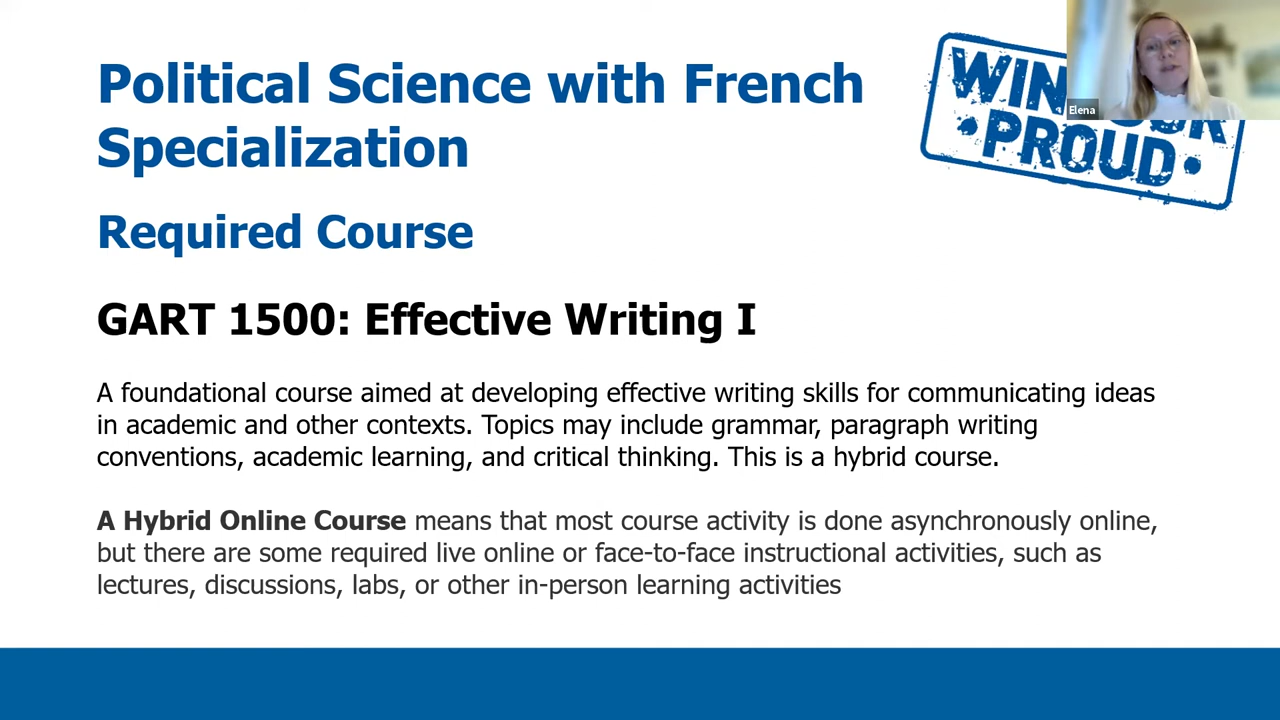 Political Science with French
Specialization
Required Course
GART 1500: Effective Writing I
A foundational course aimed at developing effective writing skills for communicating ideas
in academic and other contexts. Topics may include grammar, paragraph writing
conventions, academic learning, and critical thinking. This is a hybrid course.
A Hybrid Online Course means that most course activity is done asynchronously online,
but there are some required live online or face-to-face instructional activities, such as
lectures, discussions, labs, or other in-person learning activities
PROUD
Elena